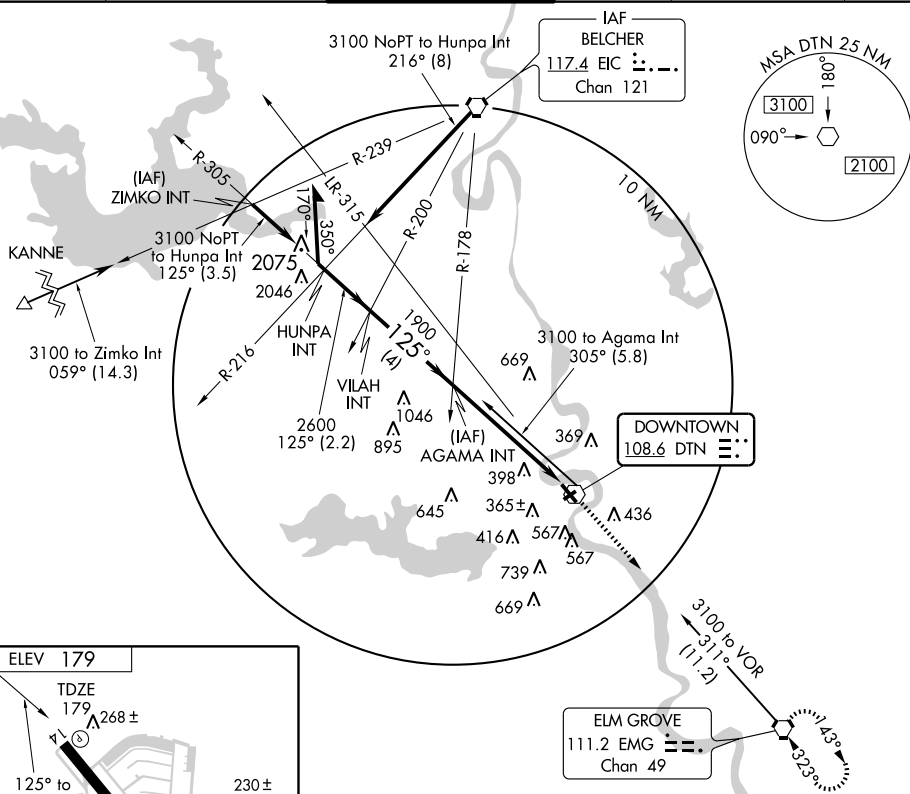 IAF
BELCHER
117.4 EIC
Chan 121
3100 NoPT to Hunpa Int
216° (8)
MSA DTN 25 NM
180°
3100
090°
2100
10 NM
R-239
R-305
LR-315
R-200
R-178
(IAF)
ZIMKO INT
170°
350°
3100 NoPT
to Hunpa Int
125° (3.5)
KANNE
2075
2046
3100 to Zimko Int
059° (14.3)
HUNPA
INT
R-216
VILAH
INT
1900
125°
(4)
2600
125° (2.2)
1046
895
3100 to Agama Int
305° (5.8)
669
(IAF)
AGAMA INT
369
DOWNTOWN
108.6 DTN
398
645
365±
436
416
567
567
739
669
3100 to VOR
311°
(11.2)
ELM GROVE
111.2 EMG
Chan 49
143°
323°
ELEV 179
TDZE
179
268±
14
P
125° to
230±